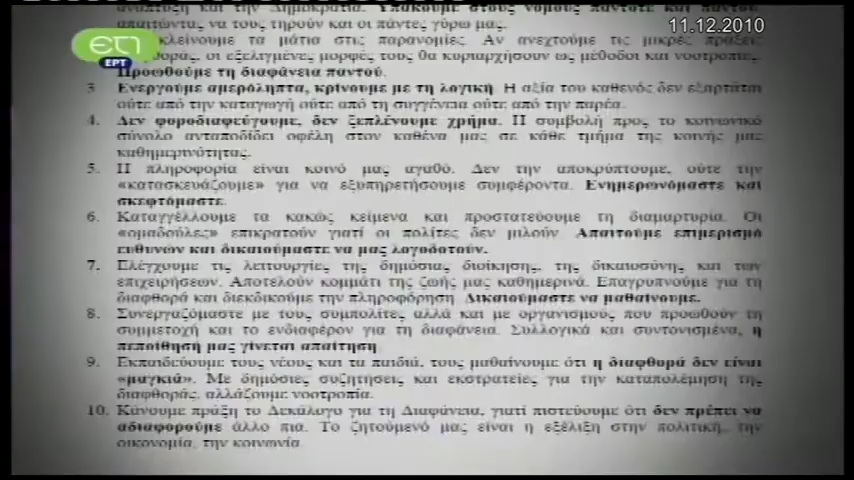 ανάπτυξη και την Δημοκρατία. Υπακούμε στους νόμους πάντοτε και παντού
απαιτώντας να τους τηρούν και οι πάντες γύρω μας.
11.12.2010
κλείνουμε τα μάτια στις παρανομίες. Αν ανεχτούμε τις μικρές πράξεις
ΕΤ1
ΕΡΤ
οι εξελιγμένες μορφές τους θα κυριαρχήσουν ως μέθοδοι και νοοτροπίες.
Προωθούμε τη διαφάνεια παντού.
3. Ενεργούμε αμερόληπτα, κρίνουμε με τη λογική. Η αξία του καθενός δεν εξαρτάται
ούτε από την καταγωγή ούτε από τη συγγένεια ούτε από την παρέα.
4. Δεν φοροδιαφεύγουμε, δεν ξεπλένουμε χρήμα. Η συμβολή προς το κοινωνικό
σύνολο ανταποδίδει οφέλη στον καθένα μας σε κάθε τμήμα της κοινής μας
καθημερινότητας.
5. Η πληροφορία είναι κοινό μας αγαθό. Δεν την αποκρύπτουμε, ούτε την
«κατασκευάζουμε» για να εξυπηρετήσουμε συμφέροντα. Ενημερωνόμαστε και
σκεφτόμαστε.
6. Καταγγέλλουμε τα κακώς κείμενα και προστατεύουμε τη διαμαρτυρία. Οι
«ομαδούλες» επικρατούν γιατί οι πολίτες δεν μιλούν. Απαιτούμε επιμερισμό
ευθυνών και δικαιούμαστε να μας λογοδοτούν.
7. Ελέγχουμε τις λειτουργίες της δημόσιας διοίκησης, της δικαιοσύνης, και των
επιχειρήσεων. Αποτελούν κομμάτι της ζωής μας καθημερινά. Επαγρυπνούμε για τη
διαφθορά και διεκδικούμε την πληροφόρηση. Δικαιούμαστε να μαθαίνουμε.
8. Συνεργαζόμαστε με τους συμπολίτες αλλά και με οργανισμούς που προωθούν τη
συμμετοχή και το ενδιαφέρον για τη διαφάνεια. Συλλογικά και συντονισμένα, η
πεποίθησή μας γίνεται απαίτηση.
9. Εκπαιδεύουμε τους νέους και τα παιδιά, τους μαθαίνουμε ότι η διαφθορά δεν είναι
«μαγκιά». Με δημόσιες συζητήσεις και εκστρατείες για την καταπολέμηση της
διαφθοράς, αλλάζουμε νοοτροπία.
10. Κάνουμε πράξη το Δεκάλογο για τη Διαφάνεια, γιατί πιστεύουμε ότι δεν πρέπει να
αδιαφορούμε άλλο πια. Το ζητούμενό μας είναι η εξέλιξη στην πολιτική, την
οικονομία, την κοινωνία.